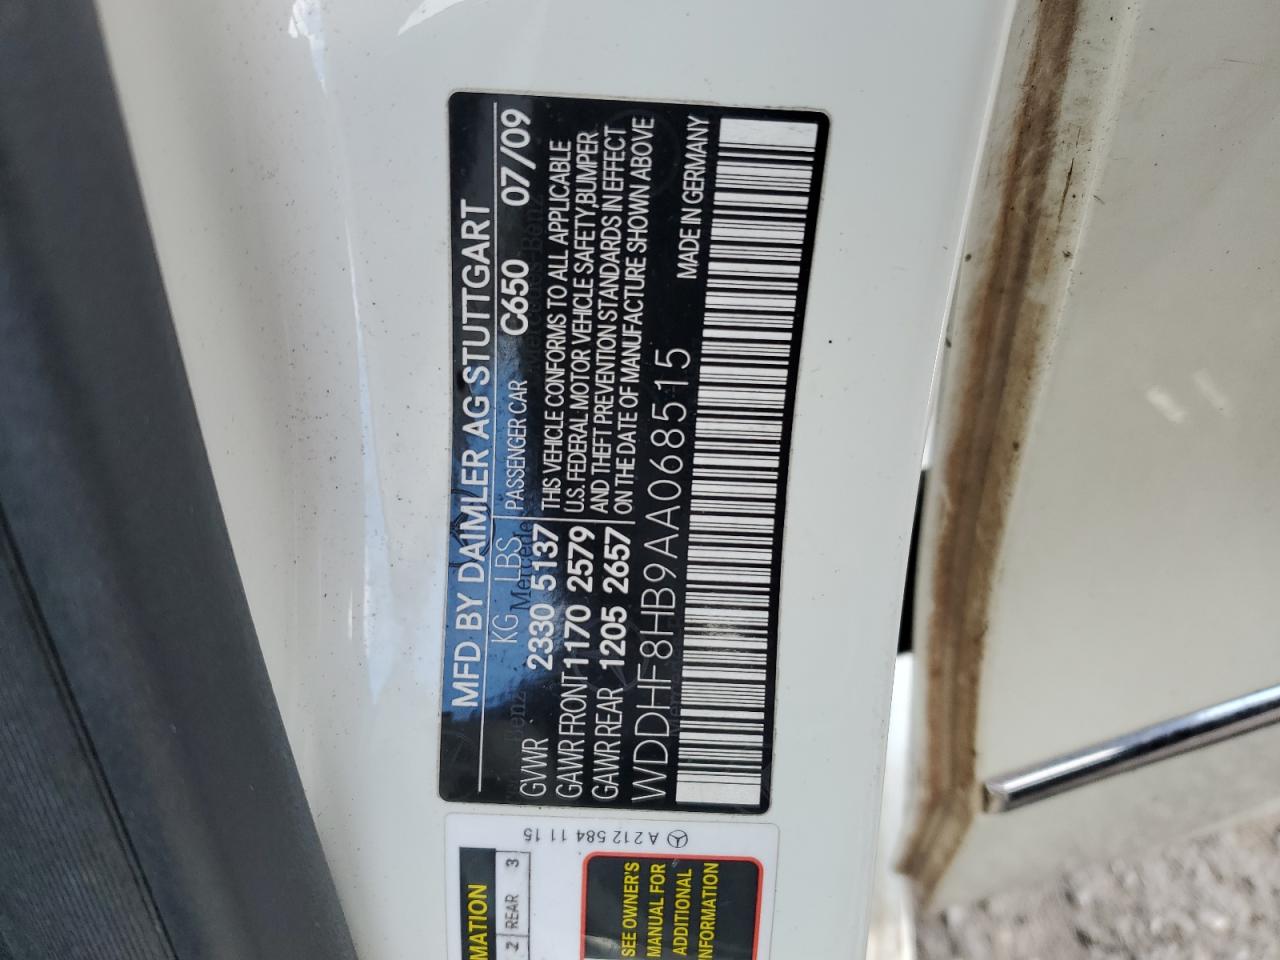 MFD BY DAIMLER AG STUTTGART
KG LBS PASSENGER CAR C650 07/09
GVWR 2330 5137
GAWR FRONT 1170 2579
GAWR REAR 1205 2657
THIS VEHICLE CONFORMS TO ALL APPLICABLE
U.S. FEDERAL MOTOR VEHICLE SAFETY,BUMPER
AND THEFT PREVENTION STANDARDS IN EFFECT
ON THE DATE OF MANUFACTURE SHOWN ABOVE
WDDHF8HB9AA068515 MADE IN GERMANY
A 212 584 11 15
MATION
2 REAR 3
SEE OWNER'S
MANUAL FOR
ADDITIONAL
NFORMATION